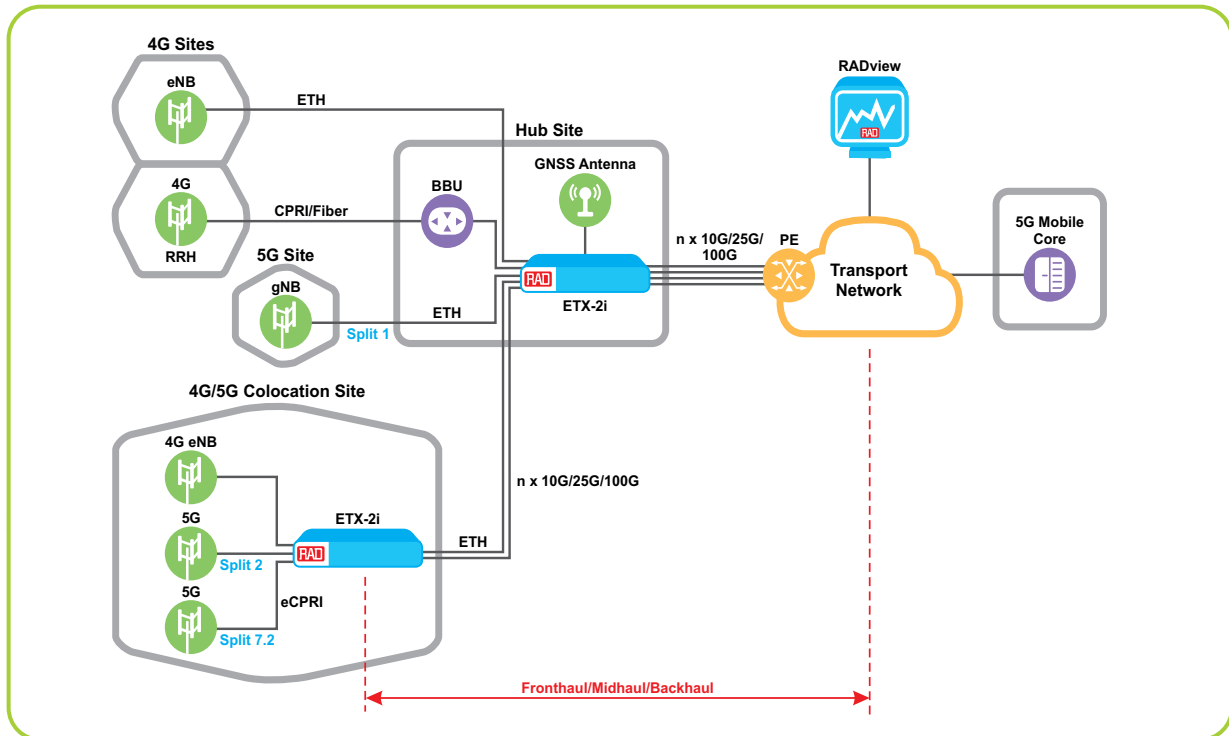 4G Sites
eNB
ETH
4G
RRH
CPRI/Fiber
5G Site
gNB
ETH
Split 1
Hub Site
BBU
GNSS Antenna
RAD
ETX-2i
n x 10G/25G/
100G
PE
RADview
RAD
Transport
Network
5G Mobile
Core
4G/5G Colocation Site
4G eNB
5G
Split 2
5G
Split 7.2
eCPRI
ETX-2i
RAD
ETH
n x 10G/25G/100G
Fronthaul/Midhaul/Backhaul